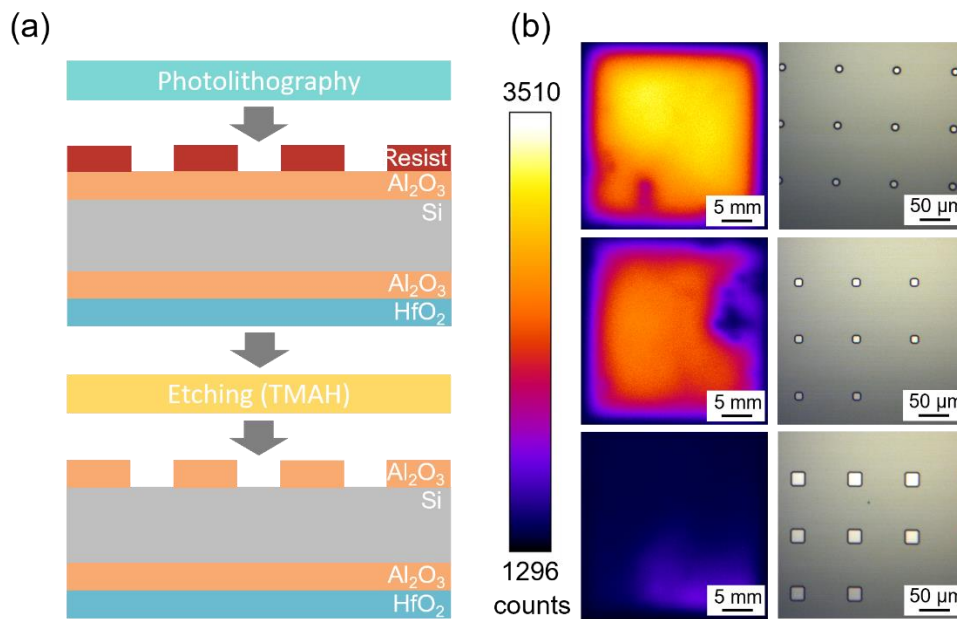 (a)
Photolithography
Resist
Al₂O₃
Si
Al₂O₃
HfO₂
Etching (TMAH)
Al₂O₃
Si
Al₂O₃
HfO₂
(b)
3510
1296
counts
5 mm
50 µm
5 mm
50 µm
5 mm
50 µm